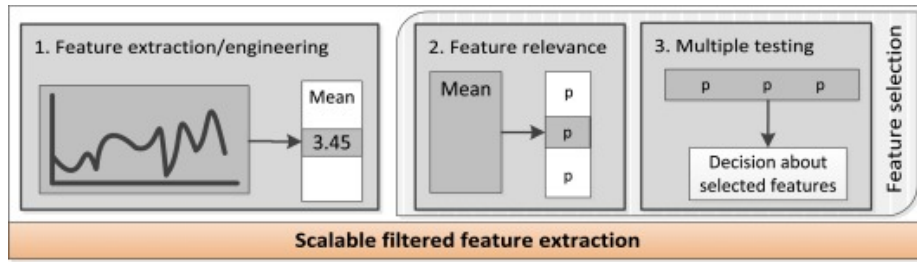 1. Feature extraction/engineering
Mean
3.45
2. Feature relevance
Mean
p
p
p
3. Multiple testing
p p p
Decision about
selected features
Feature selection
Scalable filtered feature extraction